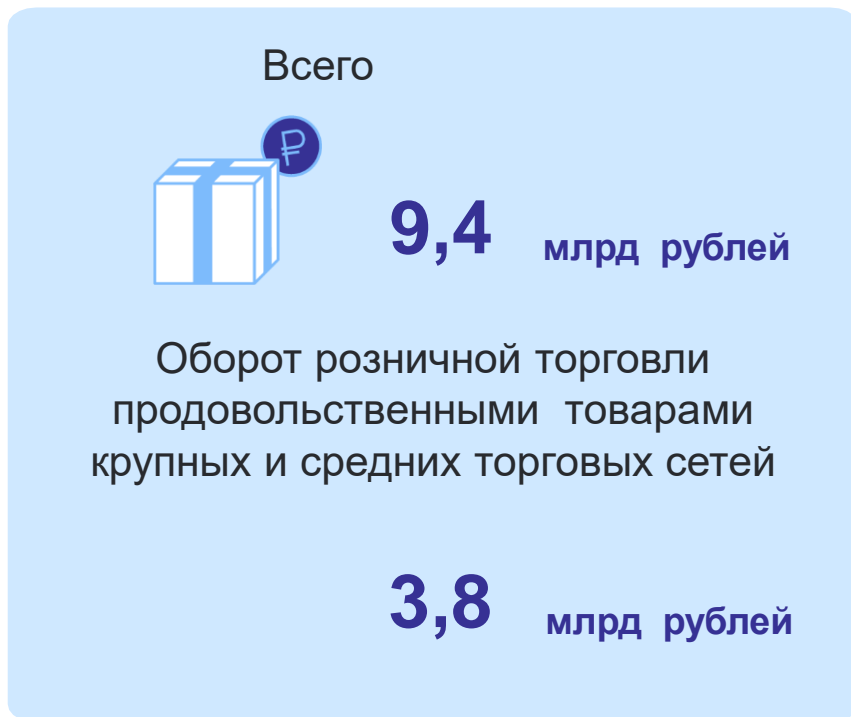 Всего
₽
9,4 млрд рублей
Оборот розничной торговли
продовольственными товарами
крупных и средних торговых сетей
3,8 млрд рублей